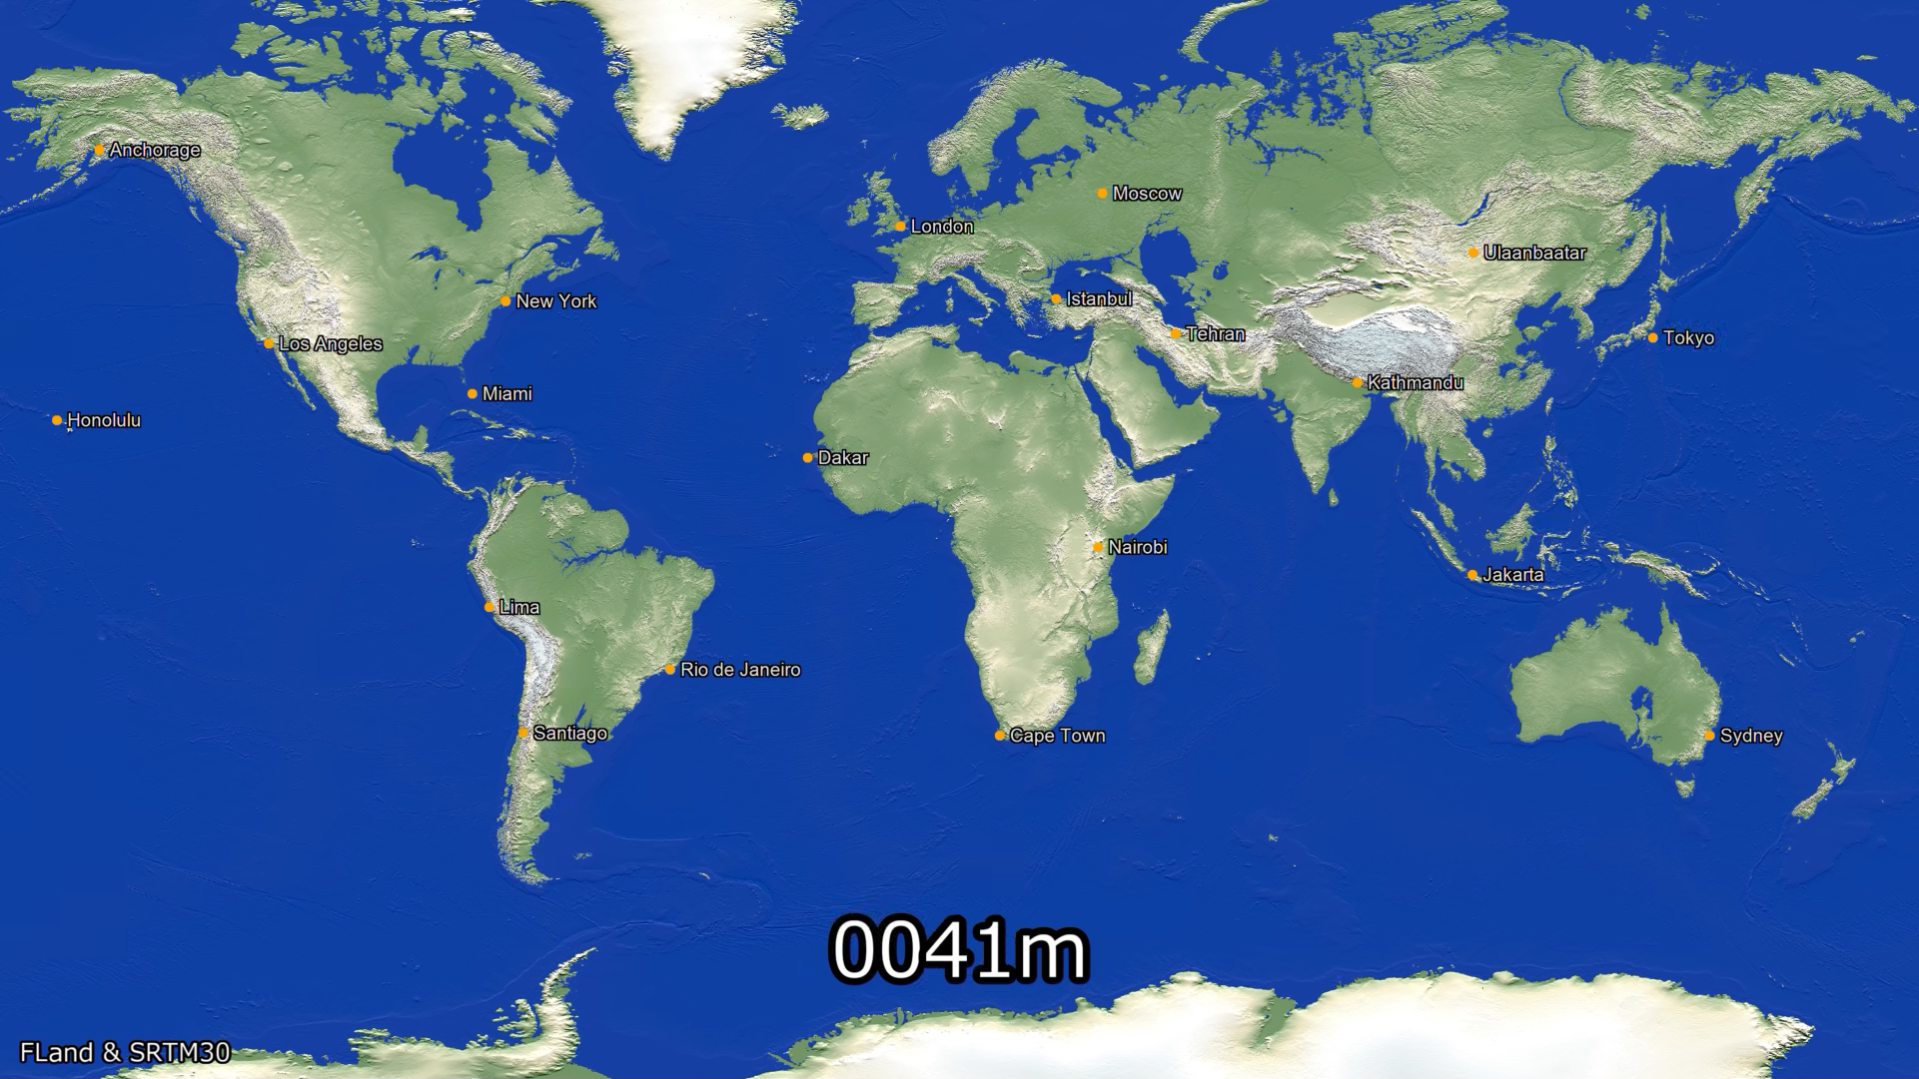 Anchorage
Moscow
London
Ulaanbaatar
New York
Istanbul
Tehran
Tokyo
Los Angeles
Kathmandu
Miami
Honolulu
Dakar
Nairobi
Jakarta
Lima
Rio de Janeiro
Santiago
Cape Town
Sydney
0041m
FLand & SRTM30